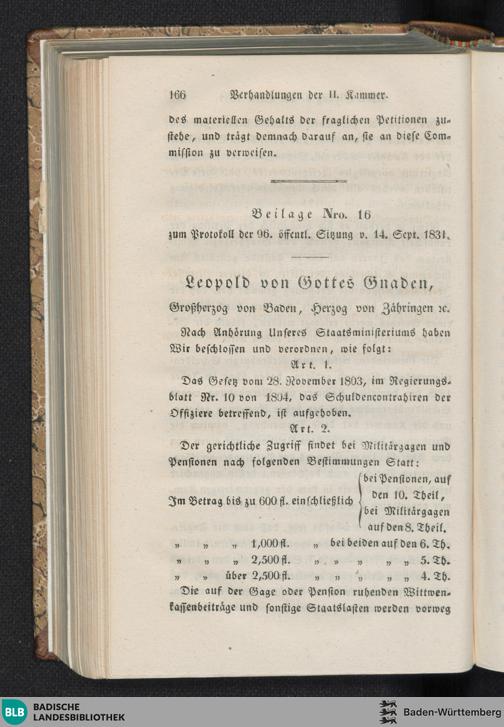 166 Verhandlungen der II. Kammer.
des materiellen Gehalts der fraglichen Petitionen zu-
stehe, und trägt demnach darauf an, sie an diese Com-
mission zu verweisen.
Beilage Nro. 16
zum Protokoll der 96. öffentl. Sitzung v. 14. Sept. 1831.
Leopold von Gottes Gnaden,
Großherzog von Baden, Herzog von Zähringen ꝛc.
Nach Anhörung Unseres Staatsministeriums haben
Wir beschlossen und verordnen, wie folgt:
Art. 1.
Das Gesetz vom 28. November 1803, im Regierungs-
blatt Nr. 10 von 1804, das Schuldencontrahiren der
Offiziere betreffend, ist aufgehoben.
Art. 2.
Der gerichtliche Zugriff findet bei Militärgagen und
Pensionen nach folgenden Bestimmungen Statt:
Im Betrag bis zu 600 fl. einschließlich
bei Pensionen, auf
den 10. Theil,
bei Militärgagen
auf den 8. Theil.
„ „ „ 1,000 fl. „ bei beiden auf den 6. Th.
„ „ „ 2,500 fl. „ „ „ „ „ 5. Th.
„ „ über 2,500 fl. „ „ „ „ „ 4. Th.
Die auf der Gage oder Pension ruhenden Wittwen-
kassenbeiträge und sonstige Staatslasten werden vorweg
BLB BADISCHE
LANDESBIBLIOTHEK
Baden-Württemberg